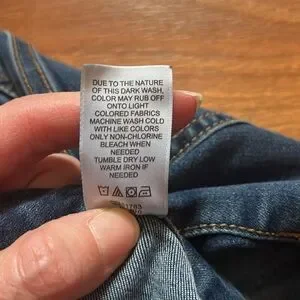 DUE TO THE NATURE
OF THIS DARK WASH,
COLOR MAY RUB OFF
ONTO LIGHT
COLORED FABRICS
MACHINE WASH COLD
WITH LIKE COLORS
ONLY NON-CHLORINE
BLEACH WHEN
NEEDED
TUMBLE DRY LOW
WARM IRON IF
NEEDED